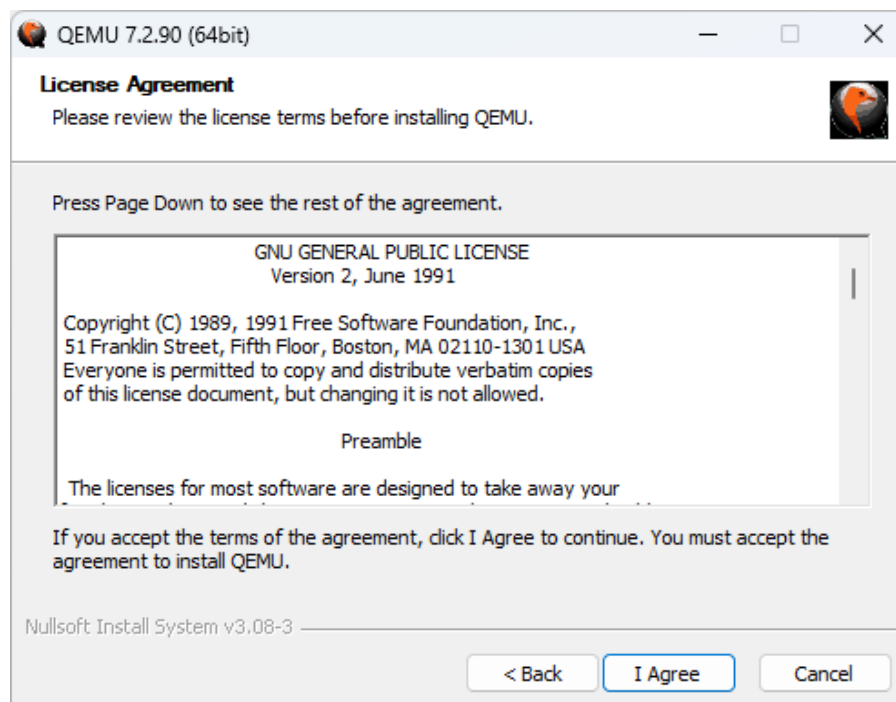 QEMU 7.2.90 (64bit)
License Agreement
Please review the license terms before installing QEMU.
Press Page Down to see the rest of the agreement.
GNU GENERAL PUBLIC LICENSE
Version 2, June 1991
Copyright (C) 1989, 1991 Free Software Foundation, Inc.,
51 Franklin Street, Fifth Floor, Boston, MA 02110-1301 USA
Everyone is permitted to copy and distribute verbatim copies
of this license document, but changing it is not allowed.
Preamble
The licenses for most software are designed to take away your
If you accept the terms of the agreement, click I Agree to continue. You must accept the
agreement to install QEMU.
Nullsoft Install System v3.08-3
< Back
I Agree
Cancel